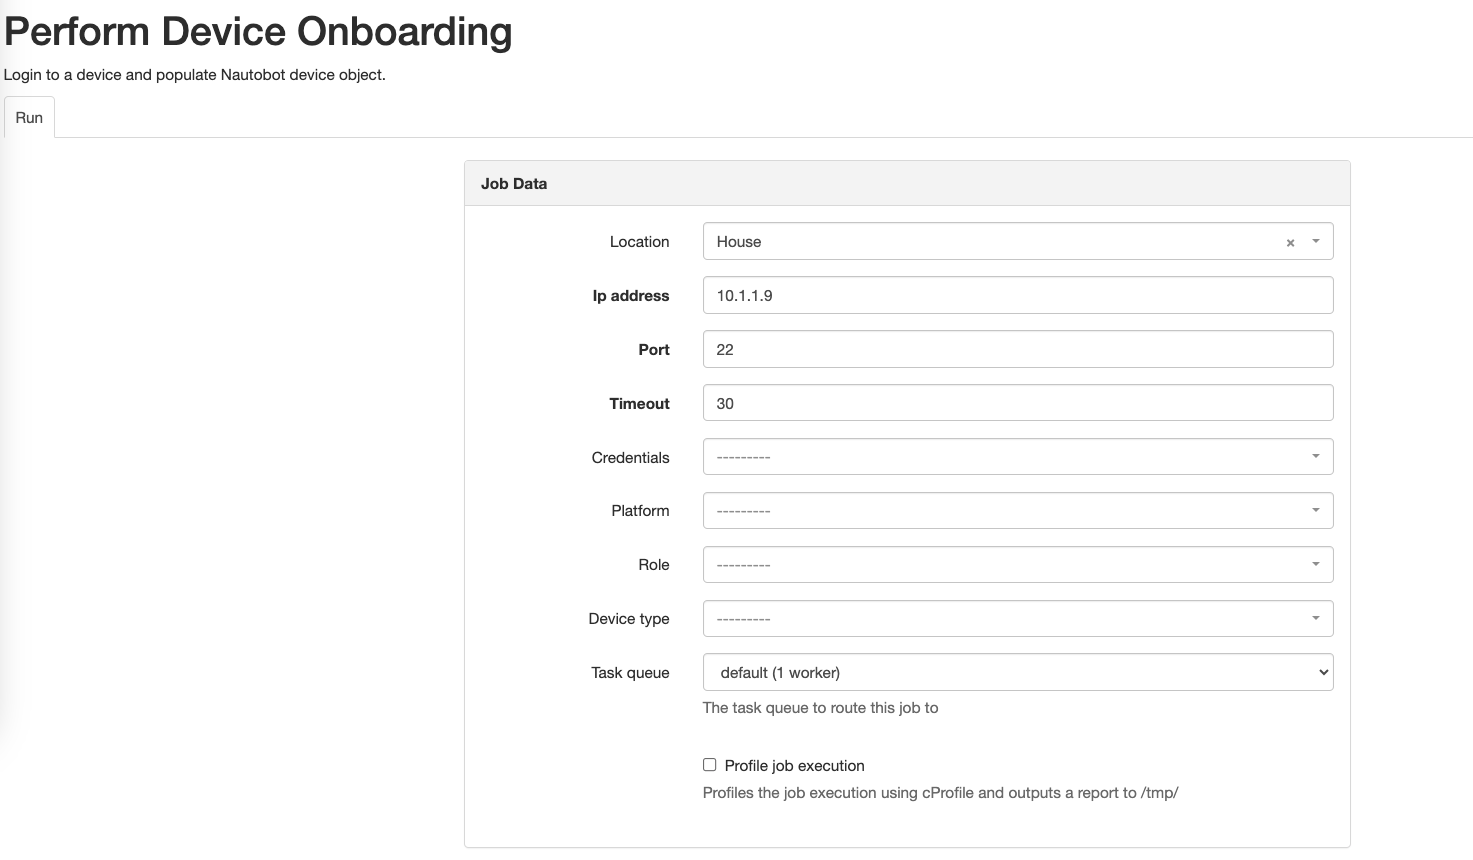 Perform Device Onboarding
Login to a device and populate Nautobot device object.
Run
Job Data
Location House × 
Ip address 10.1.1.9
Port 22
Timeout 30
Credentials ---------
Platform ---------
Role ---------
Device type ---------
Task queue default (1 worker)
The task queue to route this job to
Profile job execution
Profiles the job execution using cProfile and outputs a report to /tmp/